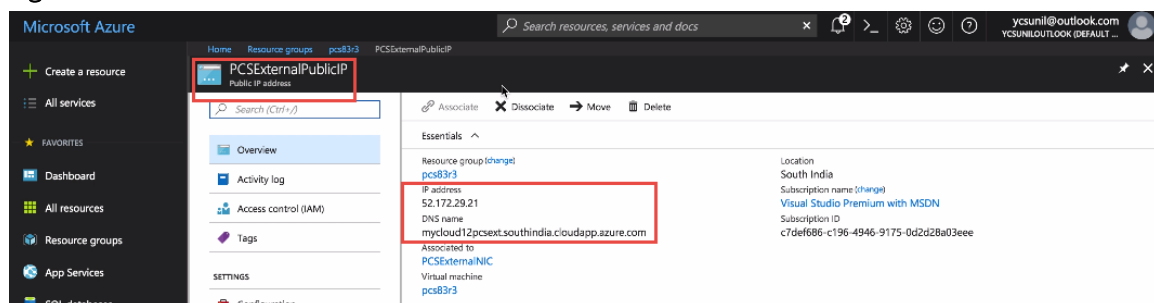 Microsoft Azure
Search resources, services and docs
2
ycsunil@outlook.com
YCSUNILOUTLOOK (DEFAULT ...
Home Resource groups pcs83r3 PCSExternalPublicIP
PCSExternalPublicIP
Public IP address
Create a resource
All services
FAVORITES
Dashboard
All resources
Resource groups
App Services
Search (Ctrl+/)
Overview
Activity log
Access control (IAM)
Tags
SETTINGS
Associate Dissociate Move Delete
Essentials
Resource group (change)
pcs83r3
IP address
52.172.29.21
DNS name
mycloud12pcsext.southindia.cloudapp.azure.com
Associated to
PCSExternalNIC
Virtual machine
pcs83r3
Location
South India
Subscription name (change)
Visual Studio Premium with MSDN
Subscription ID
c7def686-c196-4946-9175-0d2d28a03eee